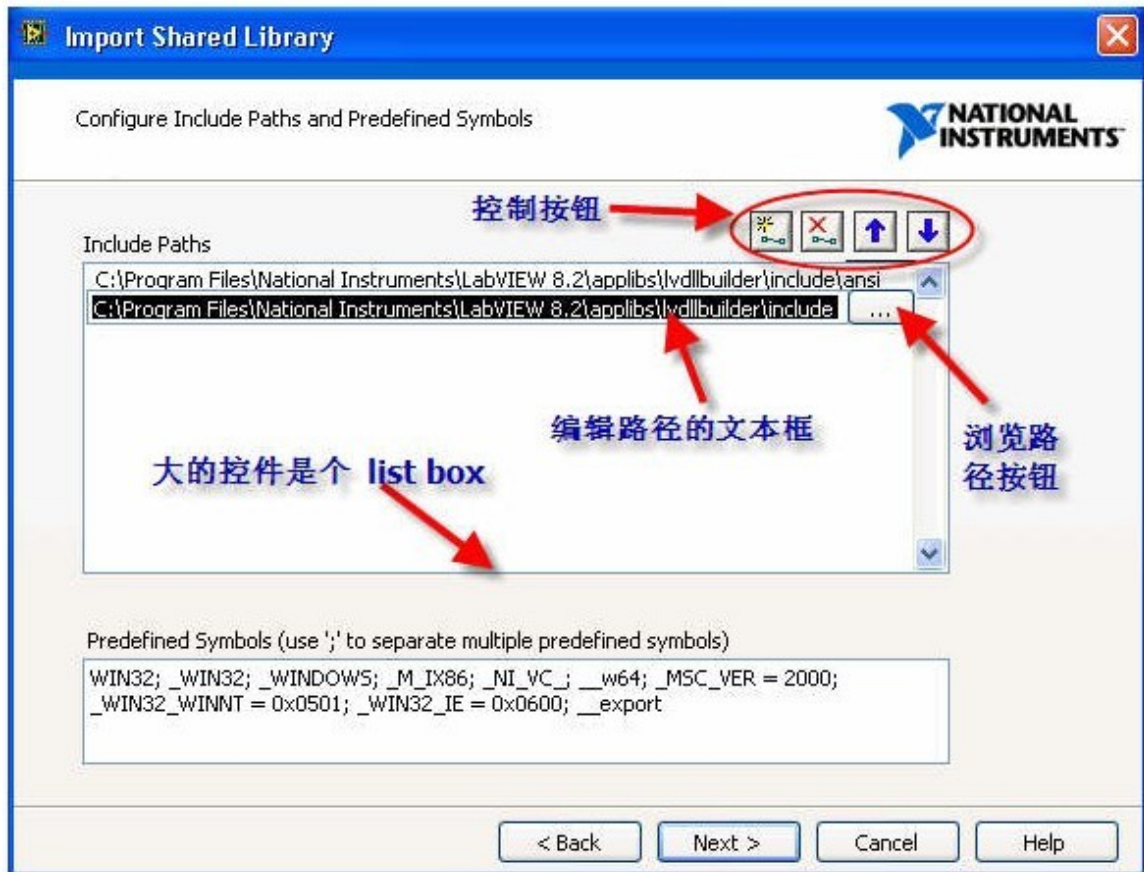 Import Shared Library
Configure Include Paths and Predefined Symbols
NATIONAL
INSTRUMENTS
控制按钮
Include Paths
C:\Program Files\National Instruments\LabVIEW 8.2\applibs\lvdllbuilder\include\ansi
C:\Program Files\National Instruments\LabVIEW 8.2\applibs\lvdllbuilder\include
...
编辑路径的文本框
浏览路
径按钮
大的控件是个 list box
Predefined Symbols (use ';' to separate multiple predefined symbols)
WIN32; _WIN32; _WINDOWS; _M_IX86; _NI_VC_; __w64; _MSC_VER = 2000;
_WIN32_WINNT = 0x0501; _WIN32_IE = 0x0600; __export
< Back
Next >
Cancel
Help